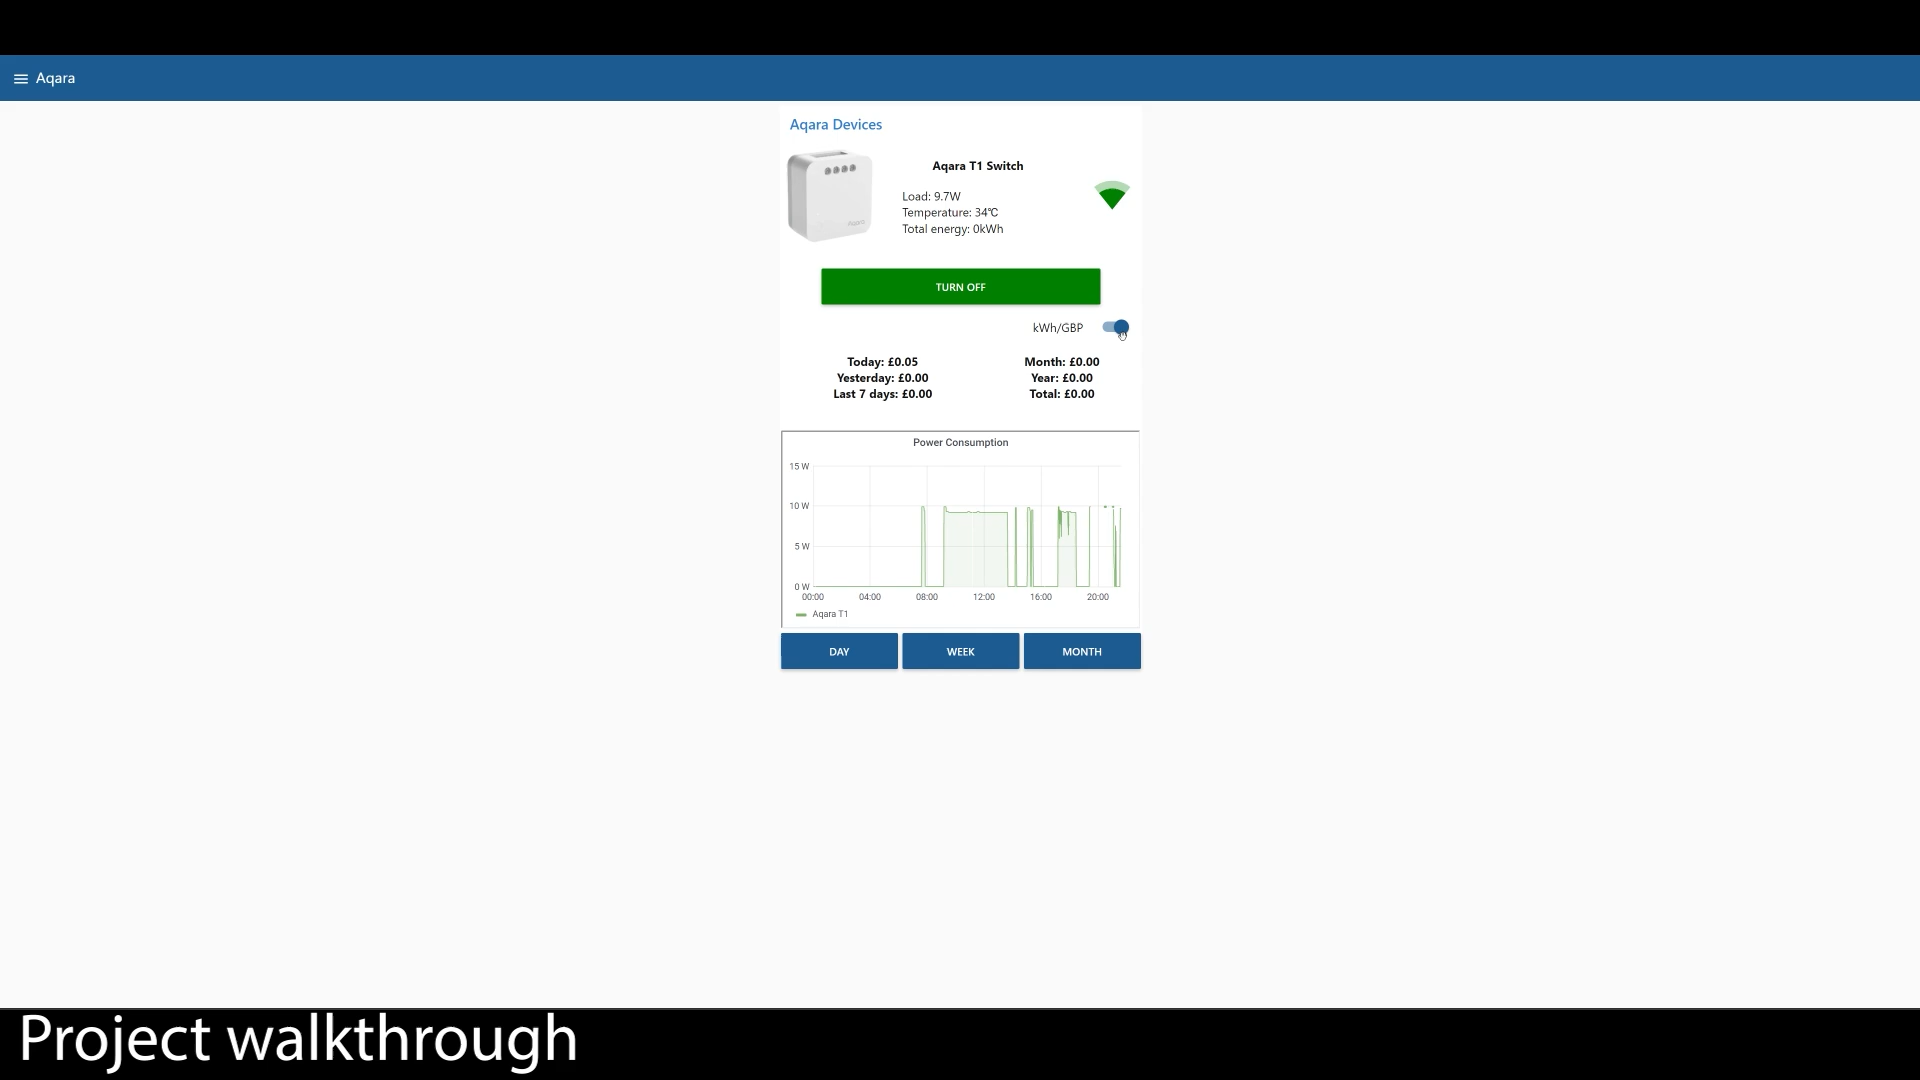 Aqara
Aqara Devices
Aqara T1 Switch
Load: 9.7W
Temperature: 34℃
Total energy: 0kWh
Aqara
TURN OFF
kWh/GBP
Today: £0.05
Yesterday: £0.00
Last 7 days: £0.00
Month: £0.00
Year: £0.00
Total: £0.00
Power Consumption
15 W
10 W
5 W
0 W
00:00 04:00 08:00 12:00 16:00 20:00
Aqara T1
DAY WEEK MONTH
Project walkthrough